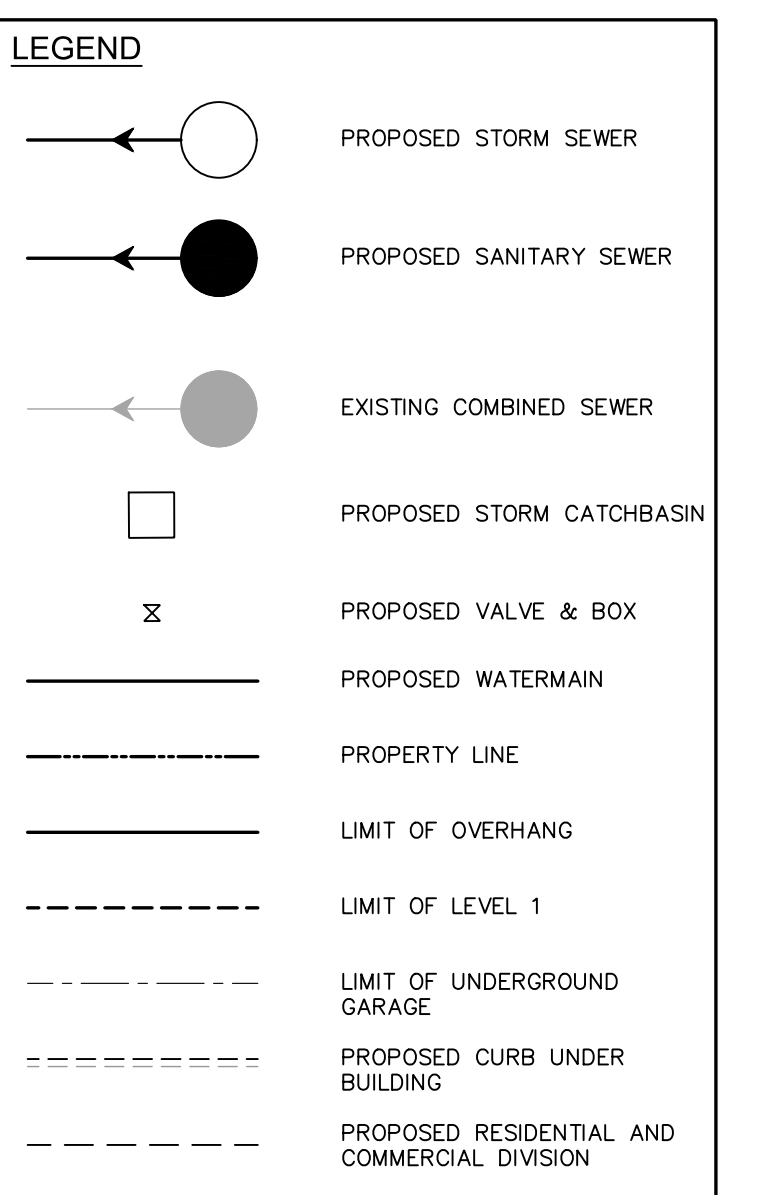 LEGEND
PROPOSED STORM SEWER
PROPOSED SANITARY SEWER
EXISTING COMBINED SEWER
PROPOSED STORM CATCHBASIN
PROPOSED VALVE & BOX
PROPOSED WATERMAIN
PROPERTY LINE
LIMIT OF OVERHANG
LIMIT OF LEVEL 1
LIMIT OF UNDERGROUND
GARAGE
PROPOSED CURB UNDER
BUILDING
PROPOSED RESIDENTIAL AND
COMMERCIAL DIVISION